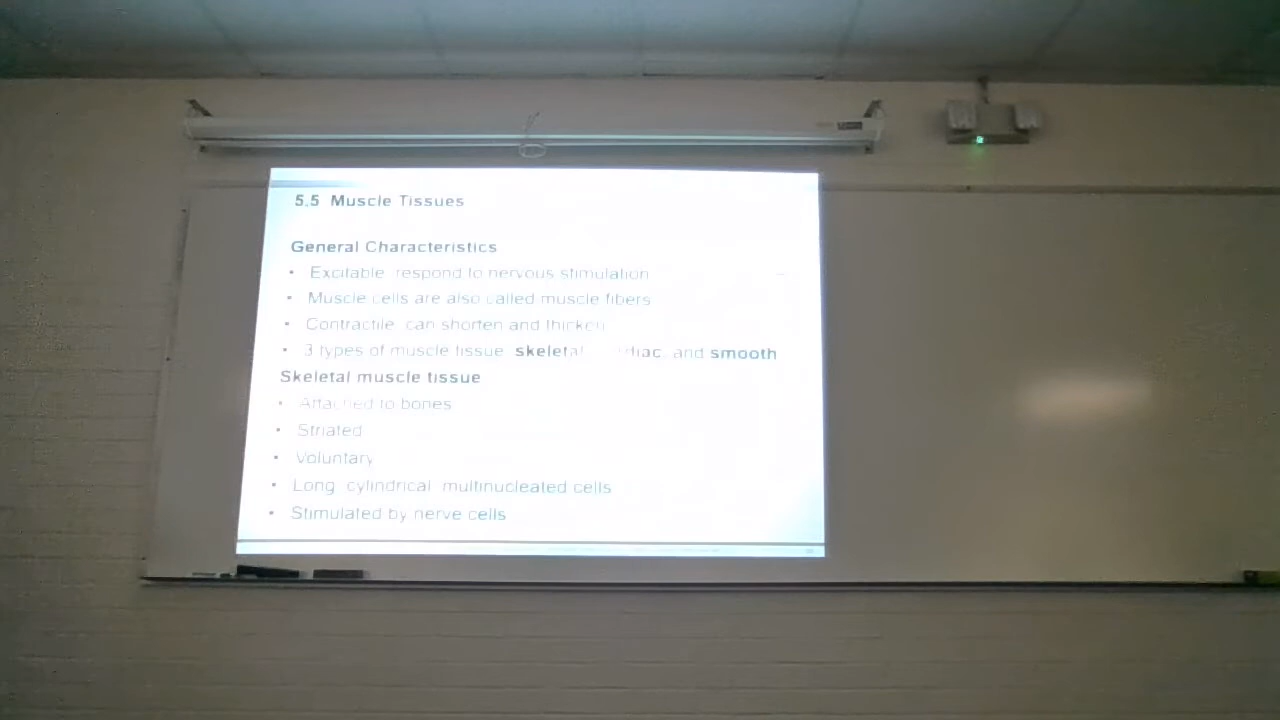 5.5 Muscle Tissues
General Characteristics
• Excitable respond to nervous stimulation
• Muscle cells are also called muscle fibers
• Contractile can shorten and thicken
• 3 types of muscle tissue skeletal and smooth
Skeletal muscle tissue
• Attached to bones
• Striated
• Voluntary
• Long cylindrical multinucleated cells
• Stimulated by nerve cells